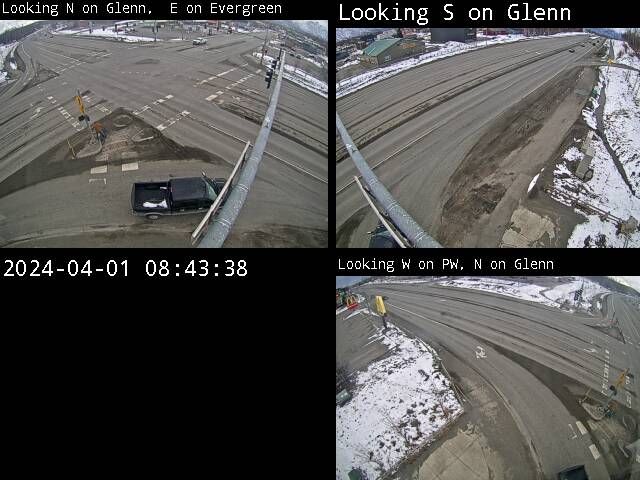 Looking N on Glenn, E on Evergreen
Looking S on Glenn
2024-04-01 08:43:38
Looking W on PW, N on Glenn